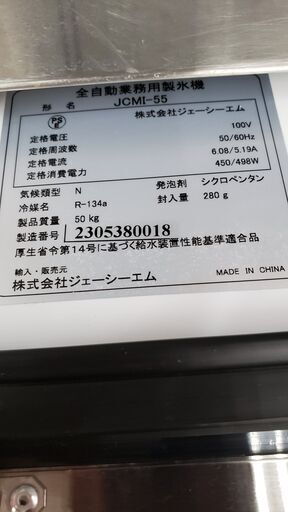 全自動業務用製氷機
PS
E
形 名 JCMI-55
株式会社ジェーシーエム
定格電圧 100V
定格周波数 50/60Hz
定格電流 6.08/5.19A
定格消費電力 450/498W
気候類型 N 発泡剤 シクロペンタン
冷媒名 R-134a 封入量 280g
製品質量 50kg
製造番号 2305380018
厚生省令第14号に基づく給水装置性能基準適合品
輸入・販売元
株式会社ジェーシーエム MADE IN CHINA